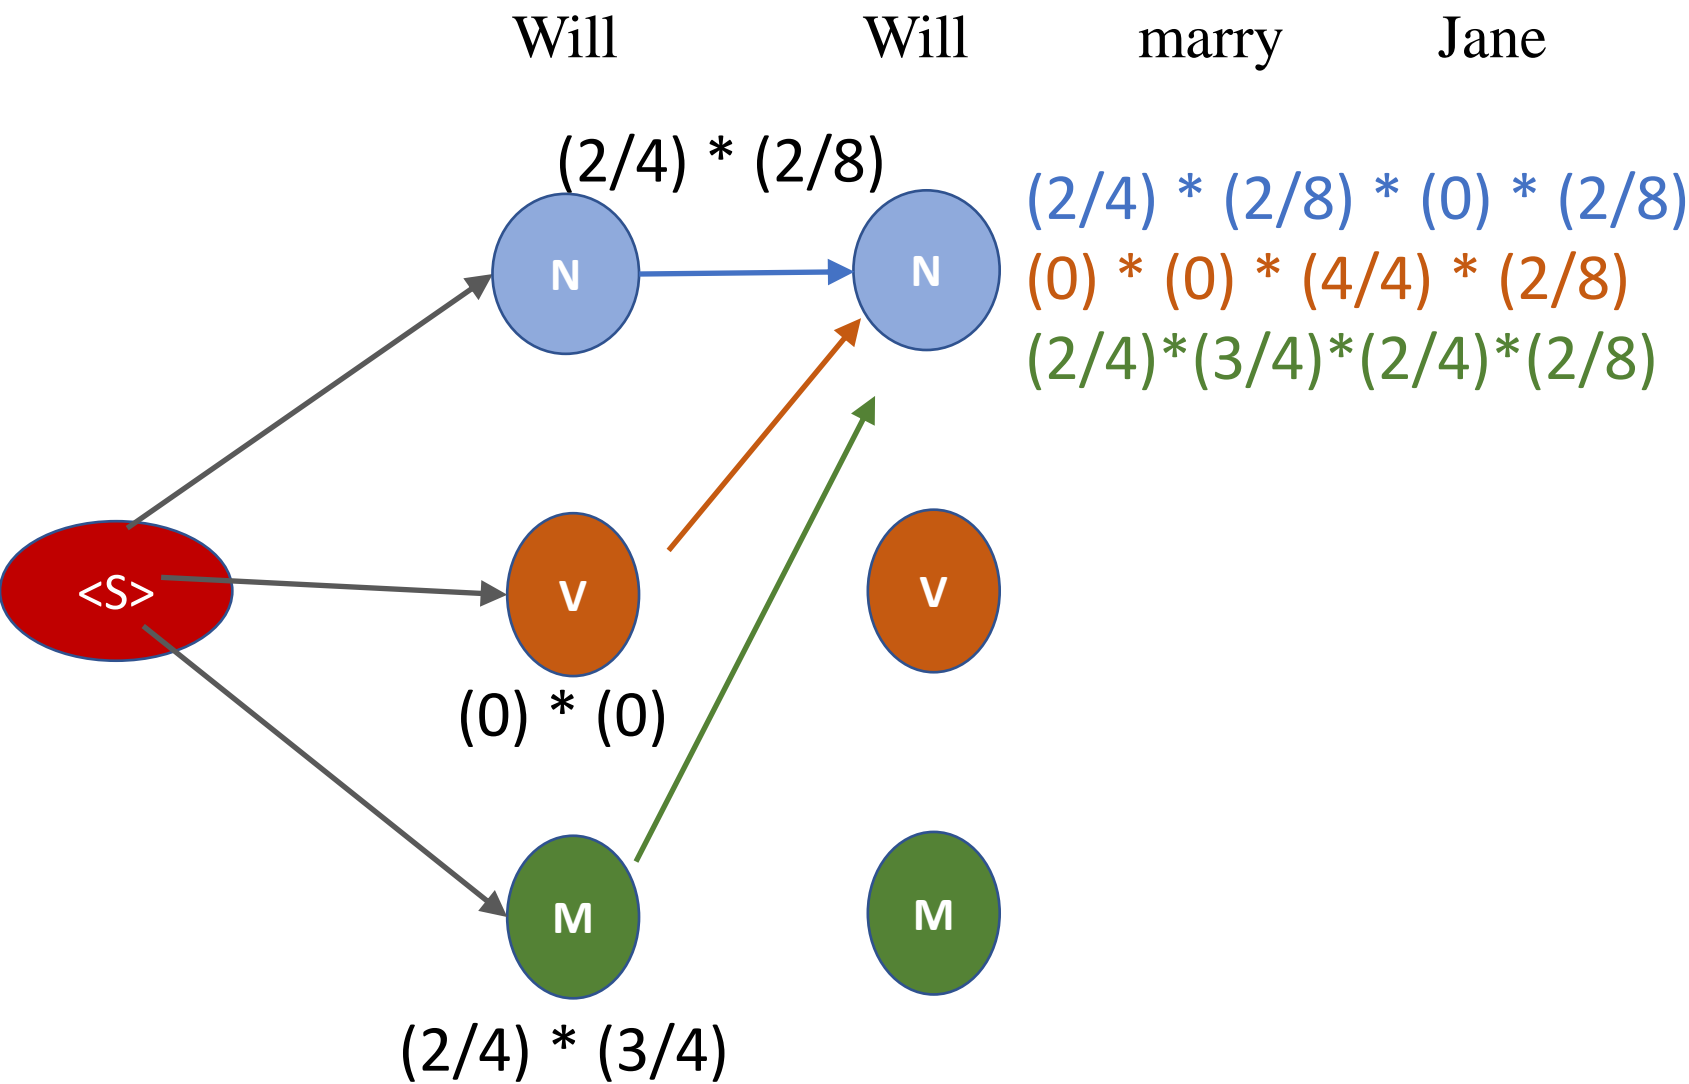 Will Will marry Jane
(2/4) * (2/8)
(2/4) * (2/8) * (0) * (2/8)
N N
(0) * (0) * (4/4) * (2/8)
(2/4)*(3/4)*(2/4)*(2/8)
<S> V V
(0) * (0)
M M
(2/4) * (3/4)